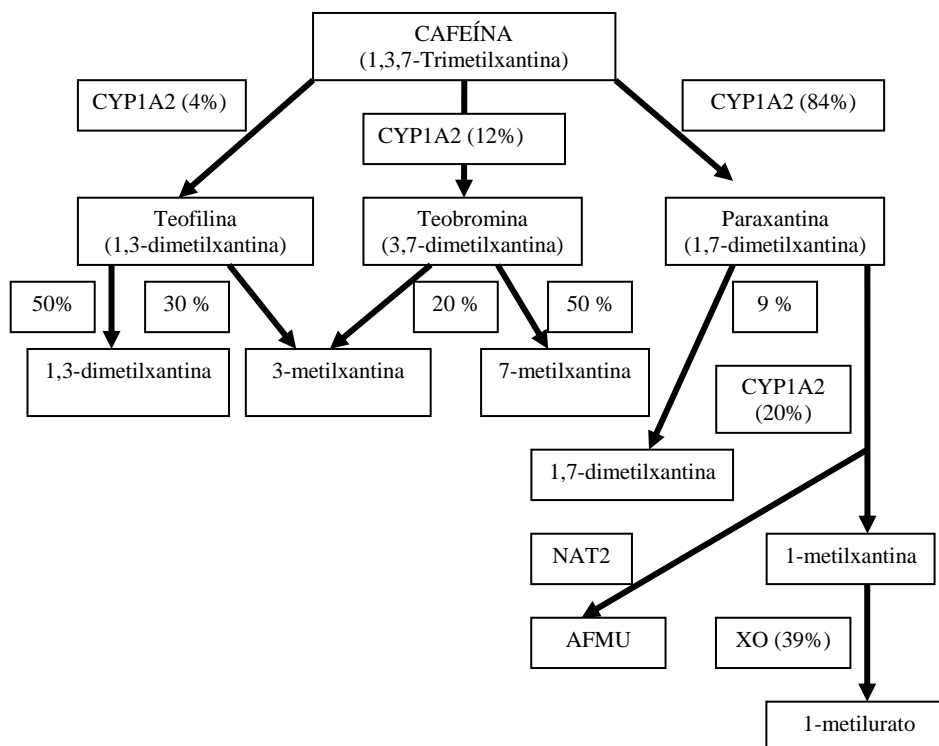 CAFEÍNA
(1,3,7-Trimetilxantina)
CYP1A2 (4%)
CYP1A2 (12%)
CYP1A2 (84%)
Teofilina
(1,3-dimetilxantina)
Teobromina
(3,7-dimetilxantina)
Paraxantina
(1,7-dimetilxantina)
50%
30 %
20 %
50 %
9 %
1,3-dimetilxantina
3-metilxantina
7-metilxantina
CYP1A2
(20%)
1,7-dimetilxantina
NAT2
1-metilxantina
AFMU
XO (39%)
1-metilurato